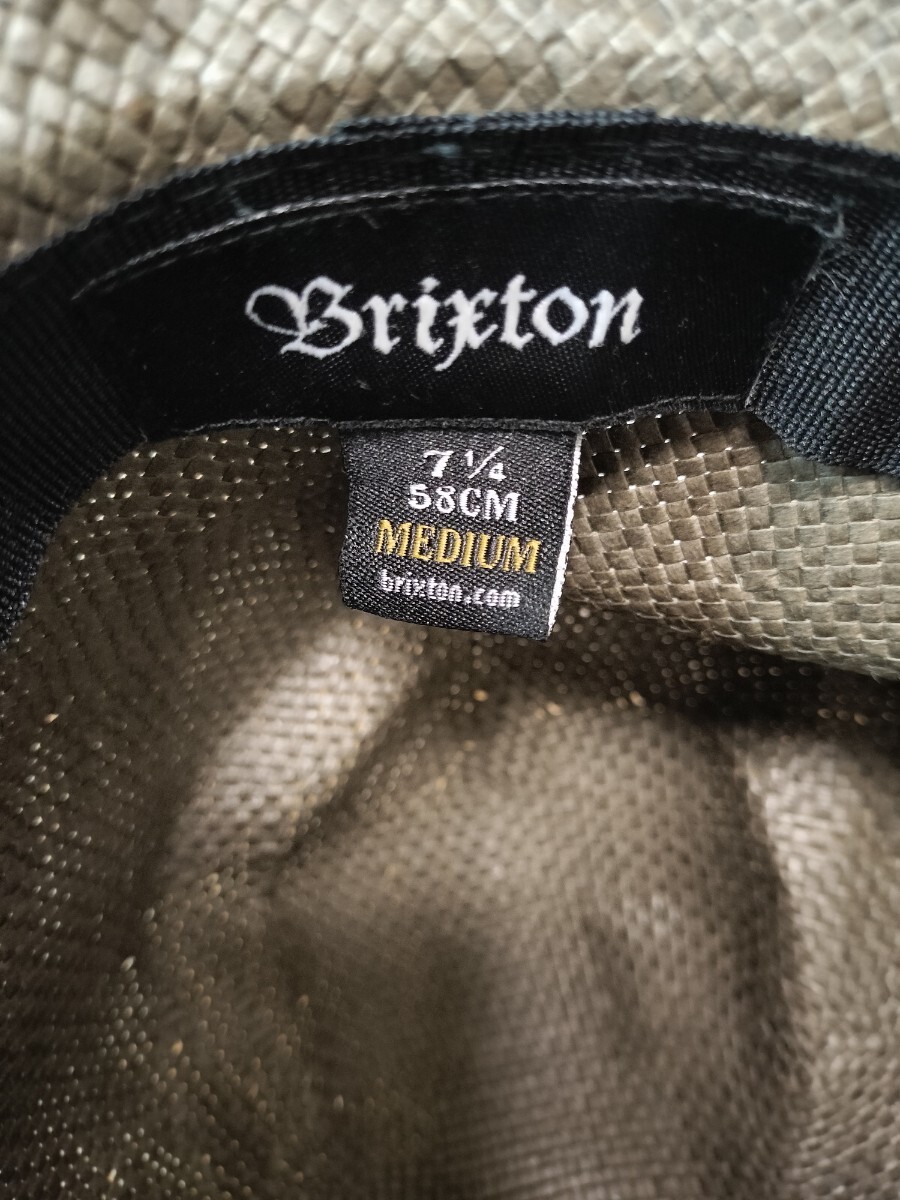 Brixton
7 1/4
58CM
MEDIUM
brixton.com